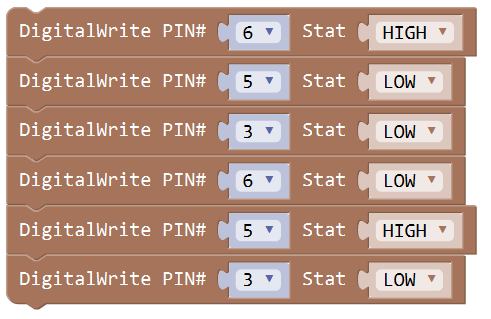 DigitalWrite PIN# 6 Stat HIGH
DigitalWrite PIN# 5 Stat LOW
DigitalWrite PIN# 3 Stat LOW
DigitalWrite PIN# 6 Stat LOW
DigitalWrite PIN# 5 Stat HIGH
DigitalWrite PIN# 3 Stat LOW